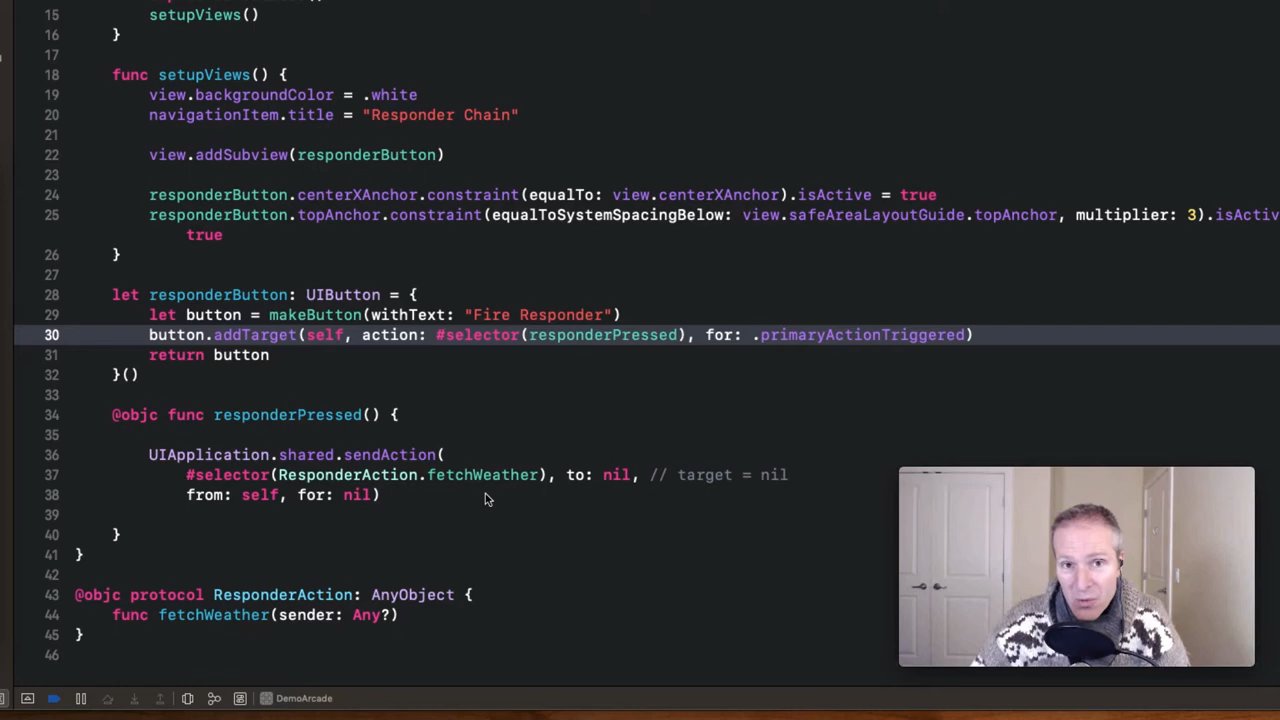 15 setupViews()
16 }
17
18 func setupViews() {
19 view.backgroundColor = .white
20 navigationItem.title = "Responder Chain"
21
22 view.addSubview(responderButton)
23
24 responderButton.centerXAnchor.constraint(equalTo: view.centerXAnchor).isActive = true
25 responderButton.topAnchor.constraint(equalToSystemSpacingBelow: view.safeAreaLayoutGuide.topAnchor, multiplier: 3).isActiv
true
26 }
27
28 let responderButton: UIButton = {
29 let button = makeButton(withText: "Fire Responder")
30 button.addTarget(self, action: #selector(responderPressed), for: .primaryActionTriggered)
31 return button
32 }()
33
34 @objc func responderPressed() {
35
36 UIApplication.shared.sendAction(
37 #selector(ResponderAction.fetchWeather), to: nil, // target = nil
38 from: self, for: nil)
39
40 }
41 }
42
43 @objc protocol ResponderAction: AnyObject {
44 func fetchWeather(sender: Any?)
45 }
46
DemoArcade